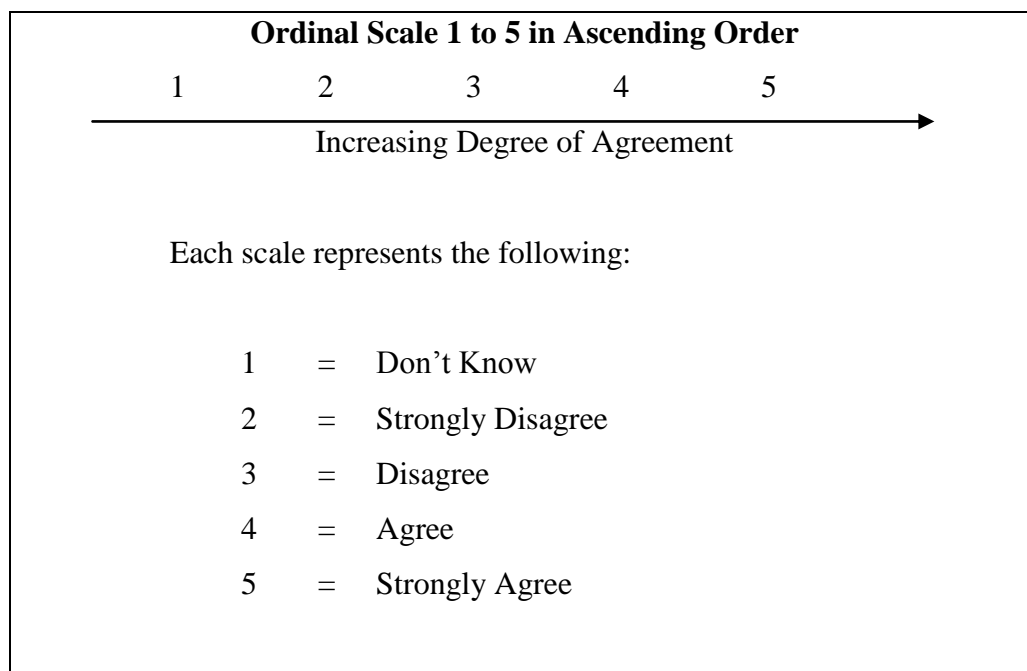 Ordinal Scale 1 to 5 in Ascending Order
1 2 3 4 5
Increasing Degree of Agreement
Each scale represents the following:
1 = Don’t Know
2 = Strongly Disagree
3 = Disagree
4 = Agree
5 = Strongly Agree